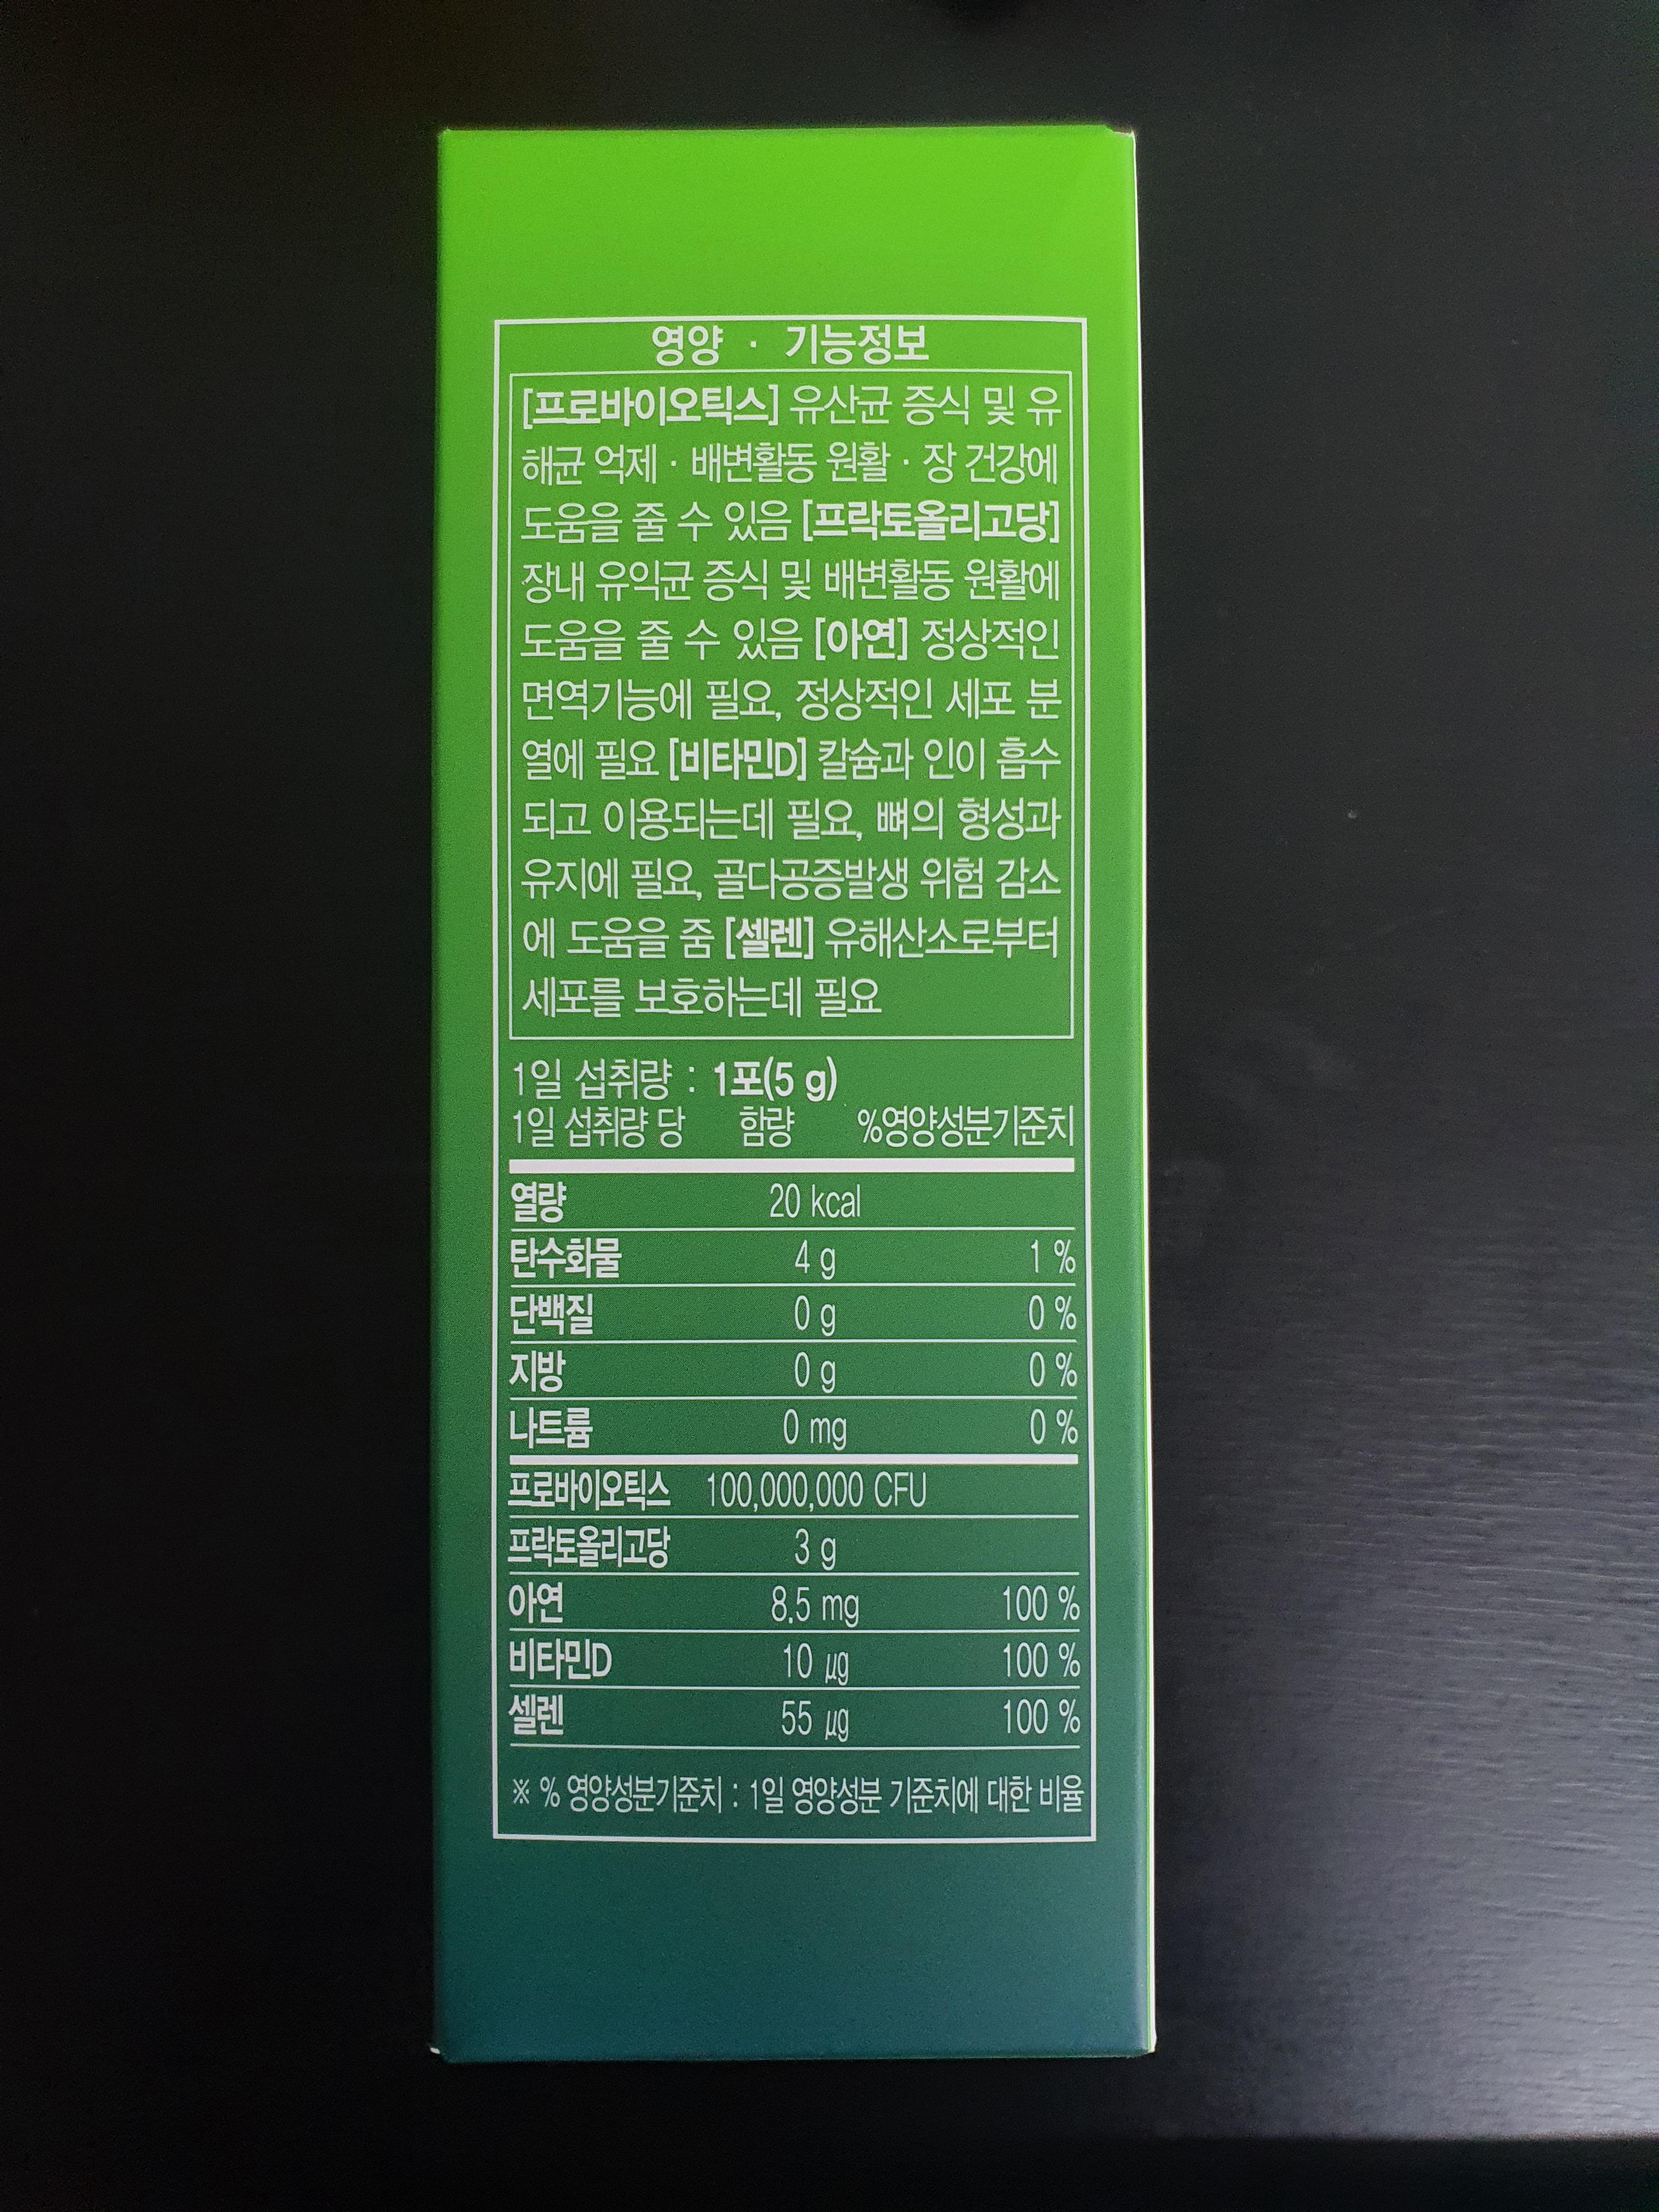 영양 · 기능정보
[프로바이오틱스] 유산균 증식 및 유
해균 억제 · 배변활동 원활 · 장 건강에
도움을 줄 수 있음 [프락토올리고당]
장내 유익균 증식 및 배변활동 원활에
도움을 줄 수 있음 [아연] 정상적인
면역기능에 필요, 정상적인 세포 분
열에 필요 [비타민D] 칼슘과 인이 흡수
되고 이용되는데 필요, 뼈의 형성과
유지에 필요, 골다공증발생 위험 감소
에 도움을 줌 [셀렌] 유해산소로부터
세포를 보호하는데 필요
1일 섭취량 : 1포(5 g)
1일 섭취량 당 함량 %영양성분기준치
열량 20 kcal
탄수화물 4 g 1 %
단백질 0 g 0 %
지방 0 g 0 %
나트륨 0 mg 0 %
프로바이오틱스 100,000,000 CFU
프락토올리고당 3 g
아연 8.5 mg 100 %
비타민D 10 µg 100 %
셀렌 55 µg 100 %
※ % 영양성분기준치 : 1일 영양성분 기준치에 대한 비율